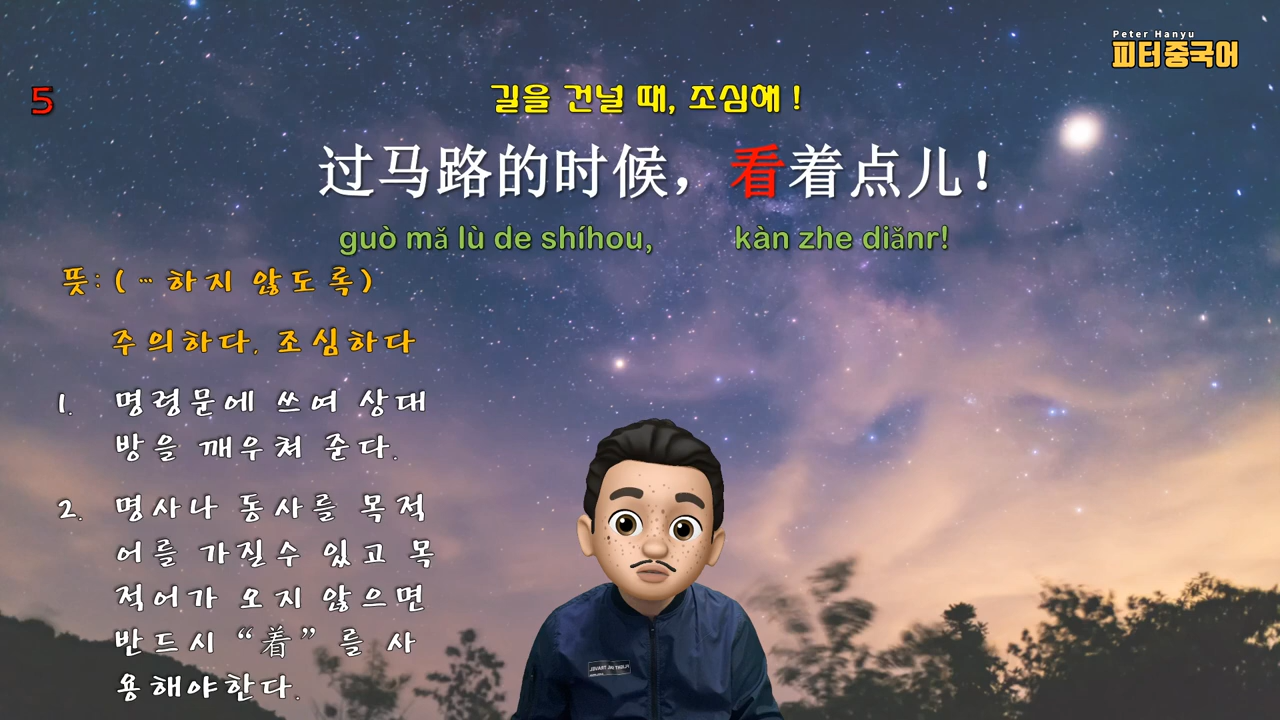 Peter Hanyu
피터중국어
5
길을 건널 때, 조심해 !
过马路的时候，看着点儿！
guò mǎ lù de shíhou, kàn zhe diǎnr!
뜻: ( … 하지 않도록)
주의하다. 조심하다
1. 명령문에 쓰여 상대
방을 깨우쳐 준다.
2. 명사나 동사를 목적
어를 가질수 있고 목
적어가 오지 않으면
반드시 “着” 를 사
용해야한다.